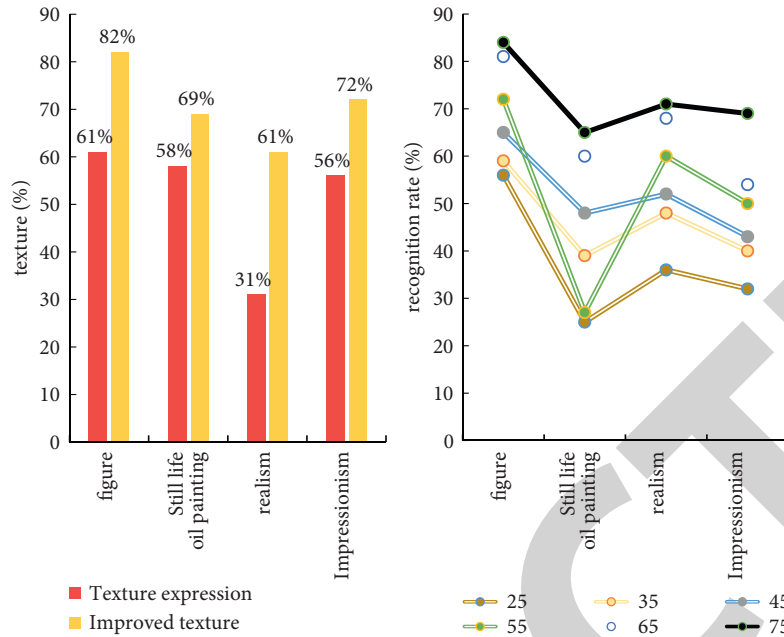 texture (%)
90
80
70
60
50
40
30
20
10
0
61%
82%
58%
69%
31%
61%
56%
72%
figure
Still life
oil painting
realism
Impressionism
Texture expression
Improved texture
recognition rate (%)
90
80
70
60
50
40
30
20
10
0
figure
Still life
oil painting
realism
Impressionism
25
35
45
55
65
75